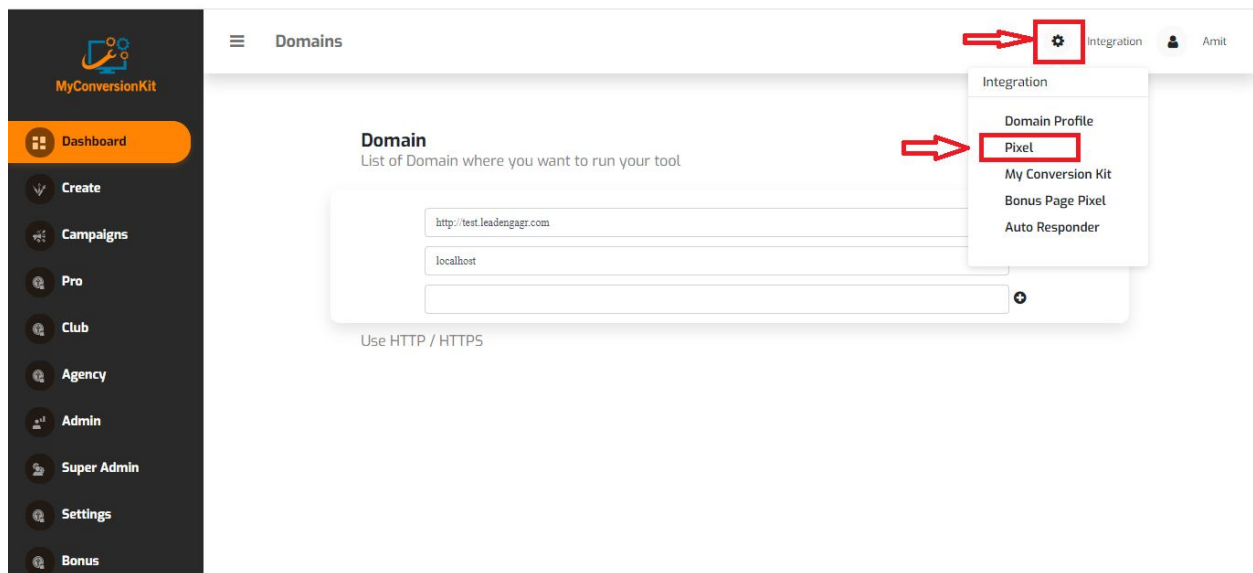 MyConversionKit
Domains
Integration
Amit
Dashboard
Create
Campaigns
Pro
Club
Agency
Admin
Super Admin
Settings
Bonus
Integration
Domain Profile
Pixel
My Conversion Kit
Bonus Page Pixel
Auto Responder
Domain
List of Domain where you want to run your tool
http://test.leadengagr.com
localhost
Use HTTP / HTTPS